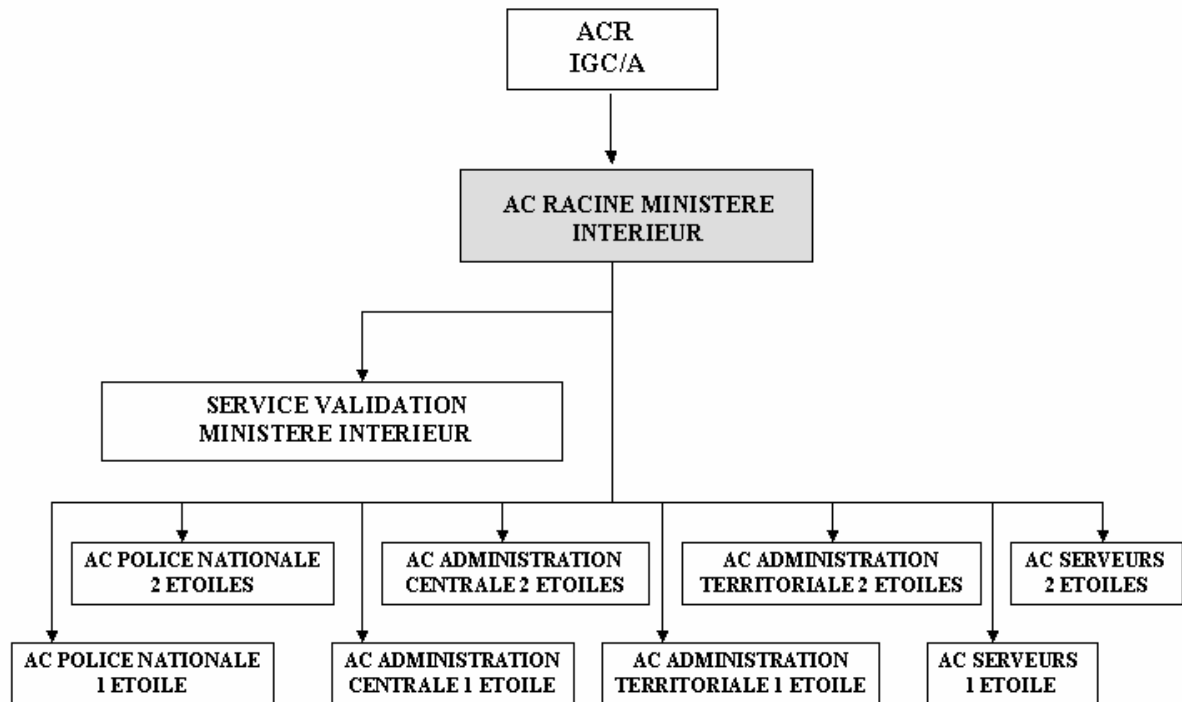 ACR
IGC/A
AC RACINE MINISTERE
INTERIEUR
SERVICE VALIDATION
MINISTERE INTERIEUR
AC POLICE NATIONALE
2 ETOILES
AC ADMINISTRATION
CENTRALE 2 ETOILES
AC ADMINISTRATION
TERRITORIALE 2 ETOILES
AC SERVEURS
2 ETOILES
AC POLICE NATIONALE
1 ETOILE
AC ADMINISTRATION
CENTRALE 1 ETOILE
AC ADMINISTRATION
TERRITORIALE 1 ETOILE
AC SERVEURS
1 ETOILE